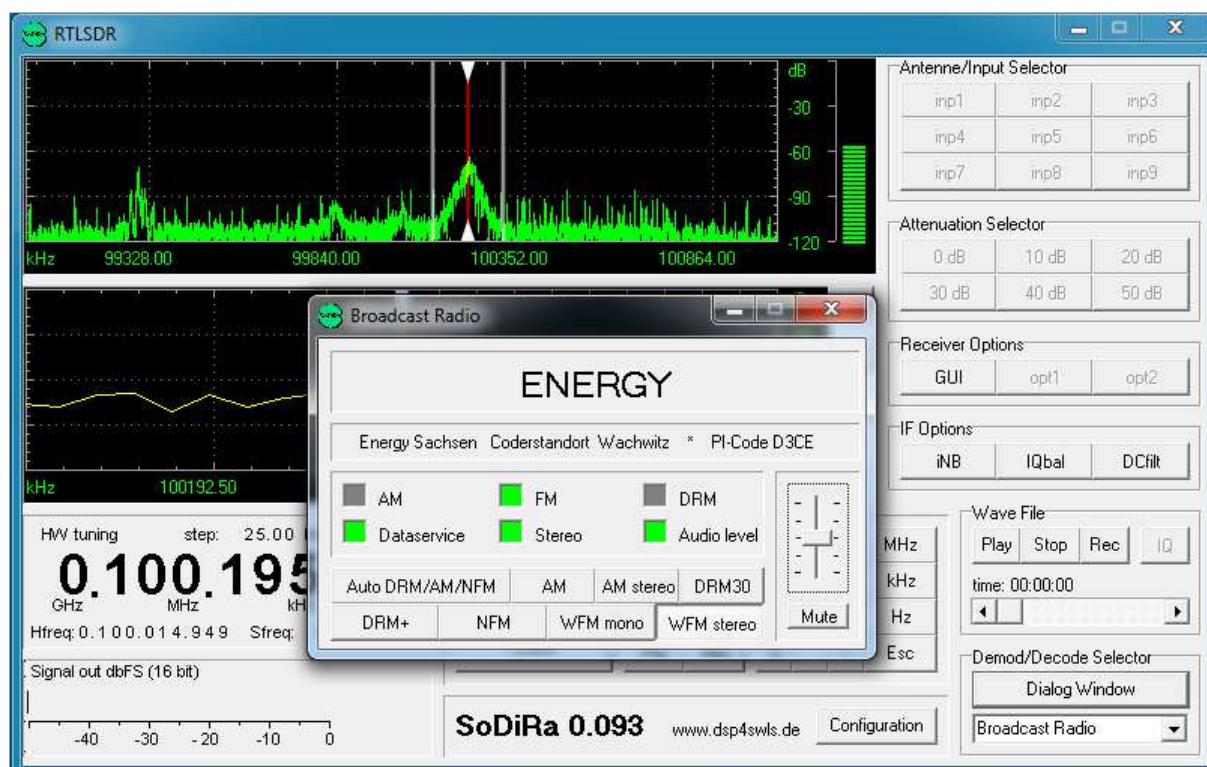 RTLSDR
dB
-30
-60
-90
-120
kHz 99328.00 99840.00 100352.00 100864.00
kHz 100192.50
Antenne/Input Selector
inp1 inp2 inp3
inp4 inp5 inp6
inp7 inp8 inp9
Attenuation Selector
0 dB 10 dB 20 dB
30 dB 40 dB 50 dB
Receiver Options
GUI opt1 opt2
IF Options
iNB IQbal DCfilt
Broadcast Radio
ENERGY
Energy Sachsen Coderstandort Wachwitz * PI-Code D3CE
AM FM DRM
Dataservice Stereo Audio level
Auto DRM/AM/NFM AM AM stereo DRM30
DRM+ NFM WFM mono WFM stereo
Mute
HW tuning step: 25.00
0.100.195
GHz MHz kH
Hfreq: 0.100.014.949 Sfreq:
MHz
kHz
Hz
Esc
Wave File
Play Stop Rec IQ
time: 00:00:00
Signal out dbFS (16 bit)
-40 -30 -20 -10 0
SoDiRa 0.093 www.dsp4swls.de Configuration
Demod/Decode Selector
Dialog Window
Broadcast Radio